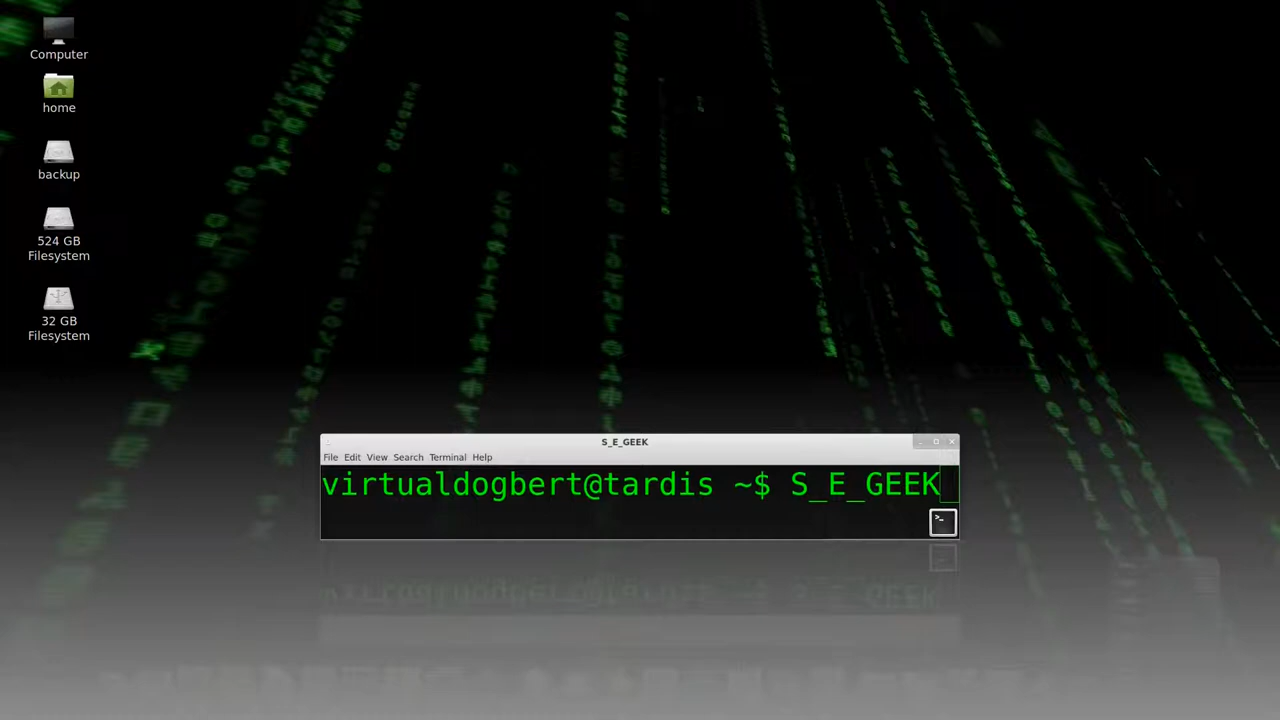 Computer
home
backup
524 GB
Filesystem
32 GB
Filesystem
S_E_GEEK
File Edit View Search Terminal Help
virtualdogbert@tardis ~$ S_E_GEEK
>_